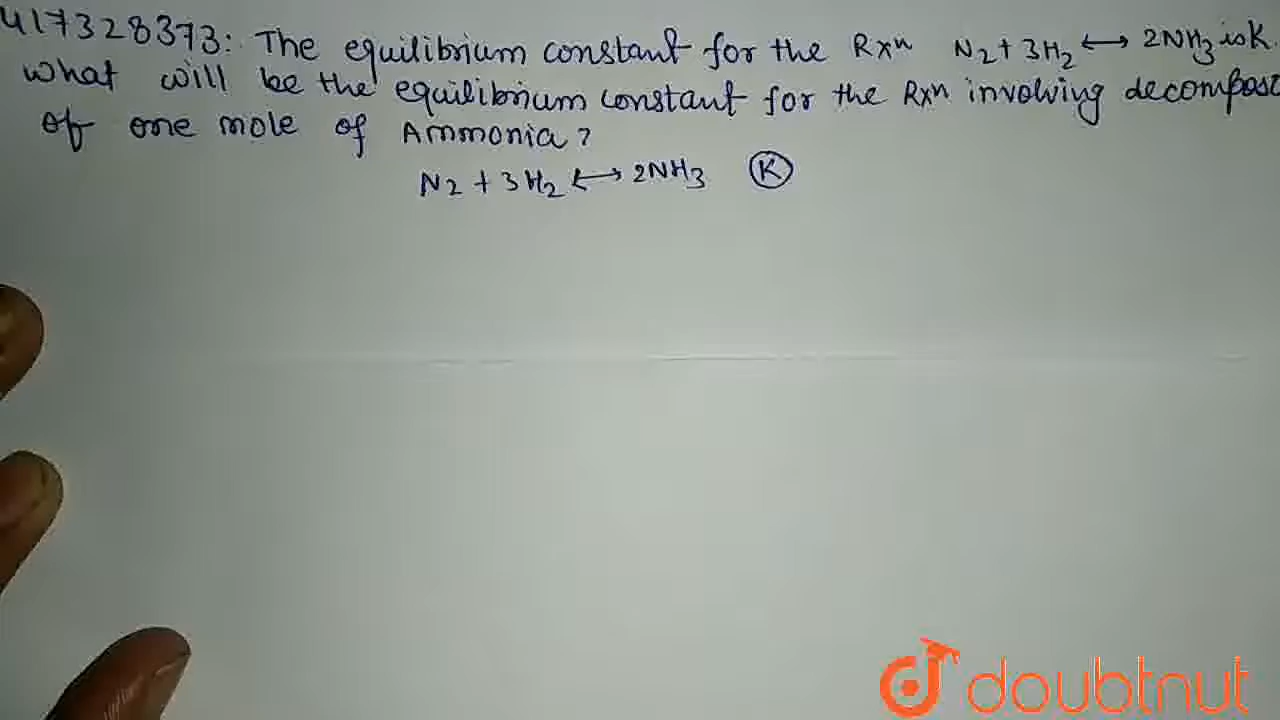 417328373: The equilibrium constant for the Rxⁿ N₂ + 3H₂ ⟷ 2NH₃ is K.
What will be the equilibrium constant for the Rxⁿ involving decompos
of one mole of Ammonia?
N₂ + 3H₂ ⟷ 2NH₃ K
doubtnut